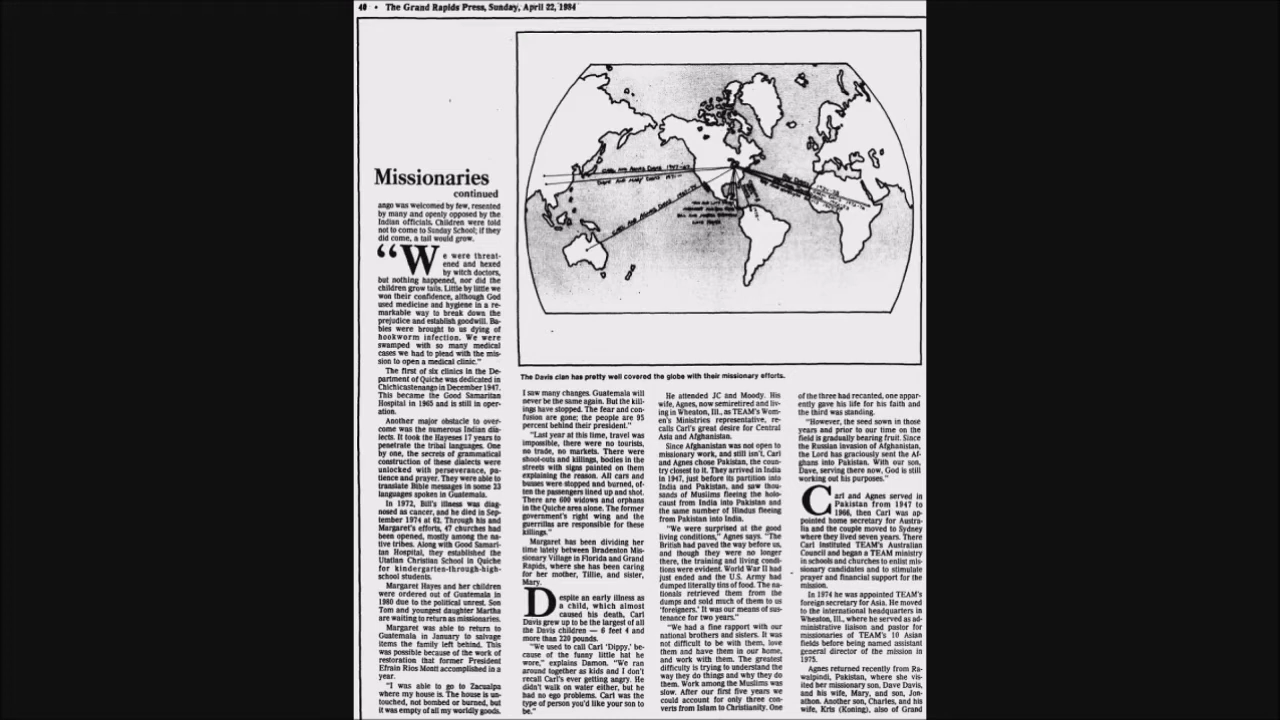 40 • The Grand Rapids Press, Sunday, April 22, 1984
Missionaries
continued
ango was welcomed by few, resented
by many and openly opposed by the
Indian officials. Children were told
not to come to Sunday School; if they
did come, a tail would grow.
“We were threat-
ened and hexed
by witch doctors,
but nothing happened, nor did the
children grow tails. Little by little we
won their confidence, although God
used medicine and hygiene in a re-
markable way to break down the
prejudice and establish goodwill. Ba-
bies were brought to us dying of
hookworm infection. We were
swamped with so many medical
cases we had to plead with the mis-
sion to open a medical clinic."
The first of six clinics in the De-
partment of Quiche was dedicated in
Chichicastenango in December 1947.
This became the Good Samaritan
Hospital in 1965 and is still in oper-
ation.
Another major obstacle to over-
come was the numerous Indian dia-
lects. It took the Hayeses 17 years to
penetrate the tribal languages. One
by one, the secrets of grammatical
construction of these dialects were
unlocked with perseverance, pa-
tience and prayer. They were able to
translate Bible messages in some 23
languages spoken in Guatemala.
In 1972, Bill's illness was diag-
nosed as cancer, and he died in Sep-
tember 1974 at 62. Through his and
Margaret's efforts, 47 churches had
been opened, mostly among the na-
tive tribes. Along with Good Samari-
tan Hospital, they established the
Utatlan Christian School in Quiche
for kindergarten-through-high-
school students.
Margaret Hayes and her children
were ordered out of Guatemala in
1980 due to the political unrest. Son
Tom and youngest daughter Martha
are waiting to return as missionaries.
Margaret was able to return to
Guatemala in January to salvage
items the family left behind. This
was possible because of the work of
restoration that former President
Efrain Rios Montt accomplished in a
year.
"I was able to go to Zacualpa
where my house is. The house is un-
touched, not bombed or burned, but
it was empty of all my worldly goods.
The Davis clan has pretty well covered the globe with their missionary efforts.
I saw many changes. Guatemala will
never be the same again. But the kill-
ings have stopped. The fear and con-
fusion are gone; the people are 95
percent behind their president."
"Last year at this time, travel was
impossible, there were no tourists,
no trade, no markets. There were
shoot-outs and killings, bodies in the
streets with signs painted on them
explaining the reason. All cars and
busses were stopped and burned, of-
ten the passengers lined up and shot.
There are 600 widows and orphans
in the Quiche area alone. The former
government's right wing and the
guerrillas are responsible for these
killings."
Margaret has been dividing her
time lately between Bradenton Mis-
sionary Village in Florida and Grand
Rapids, where she has been caring
for her mother, Tillie, and sister,
Mary.
Despite an early illness as
a child, which almost
caused his death, Carl
Davis grew up to be the largest of all
the Davis children — 6 feet 4 and
more than 220 pounds.
"We used to call Carl 'Dippy,' be-
cause of the funny little hat he
wore," explains Damon. "We ran
around together as kids and I don't
recall Carl's ever getting angry. He
didn't walk on water either, but he
had no ego problems. Carl was the
type of person you'd like your son to
be."
He attended JC and Moody. His
wife, Agnes, now semiretired and liv-
ing in Wheaton, Ill., as TEAM's Wom-
en's Ministries representative, re-
calls Carl's great desire for Central
Asia and Afghanistan.
Since Afghanistan was not open to
missionary work, and still isn't, Carl
and Agnes chose Pakistan, the coun-
try closest to it. They arrived in India
in 1947, just before its partition into
India and Pakistan, and saw thou-
sands of Muslims fleeing the holo-
caust from India into Pakistan and
the same number of Hindus fleeing
from Pakistan into India.
"We were surprised at the good
living conditions," Agnes says. "The
British had paved the way before us,
and though they were no longer
there, the training and living condi-
tions were evident. World War II had
just ended and the U.S. Army had
dumped literally tins of food. The na-
tionals retrieved them from the
dumps and sold much of them to us
'foreigners.' It was our means of sus-
tenance for two years."
"We had a fine rapport with our
national brothers and sisters. It was
not difficult to be with them, love
them and have them in our home,
and work with them. The greatest
difficulty is trying to understand the
way they do things and why they do
them. Work among the Muslims was
slow. After our first five years we
could account for only three con-
verts from Islam to Christianity. One
of the three had recanted, one appar-
ently gave his life for his faith and
the third was standing.
"However, the seed sown in those
years and prior to our time on the
field is gradually bearing fruit. Since
the Russian invasion of Afghanistan,
the Lord has graciously sent the Af-
ghans into Pakistan. With our son,
Dave, serving there now, God is still
working out his purposes."
Carl and Agnes served in
Pakistan from 1947 to
1966, then Carl was ap-
pointed home secretary for Austra-
lia and the couple moved to Sydney
where they lived seven years. There
Carl instituted TEAM's Australian
Council and began a TEAM ministry
in schools and churches to enlist mis-
sionary candidates and to stimulate
prayer and financial support for the
mission.
In 1974 he was appointed TEAM's
foreign secretary for Asia. He moved
to the international headquarters in
Wheaton, Ill., where he served as ad-
ministrative liaison and pastor for
missionaries of TEAM's 10 Asian
fields before being named assistant
general director of the mission in
1975.
Agnes returned recently from Ra-
walpindi, Pakistan, where she vis-
ited her missionary son, Dave Davis,
and his wife, Mary, and son, Jon-
athon. Another son, Charles, and his
wife, Kris (Koning), also of Grand